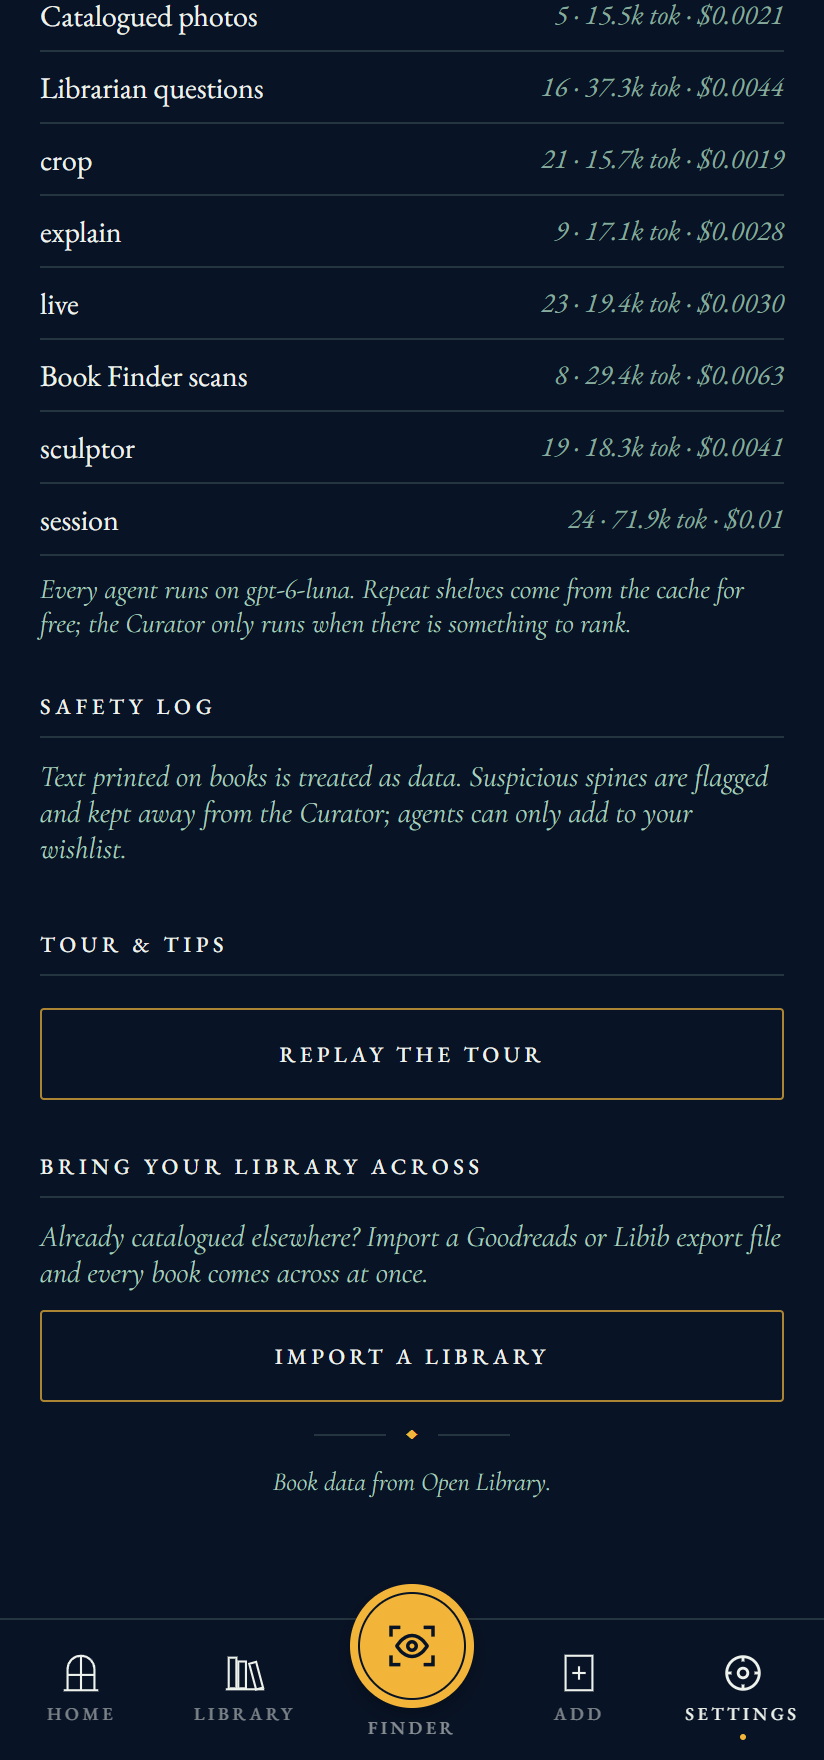 Catalogued photos 5 · 15.5k tok · $0.0021
Librarian questions 16 · 37.3k tok · $0.0044
crop 21 · 15.7k tok · $0.0019
explain 9 · 17.1k tok · $0.0028
live 23 · 19.4k tok · $0.0030
Book Finder scans 8 · 29.4k tok · $0.0063
sculptor 19 · 18.3k tok · $0.0041
session 24 · 71.9k tok · $0.01
Every agent runs on gpt-6-luna. Repeat shelves come from the cache for
free; the Curator only runs when there is something to rank.
SAFETY LOG
Text printed on books is treated as data. Suspicious spines are flagged
and kept away from the Curator; agents can only add to your
wishlist.
TOUR & TIPS
REPLAY THE TOUR
BRING YOUR LIBRARY ACROSS
Already catalogued elsewhere? Import a Goodreads or Libib export file
and every book comes across at once.
IMPORT A LIBRARY
Book data from Open Library.
HOME LIBRARY FINDER ADD SETTINGS